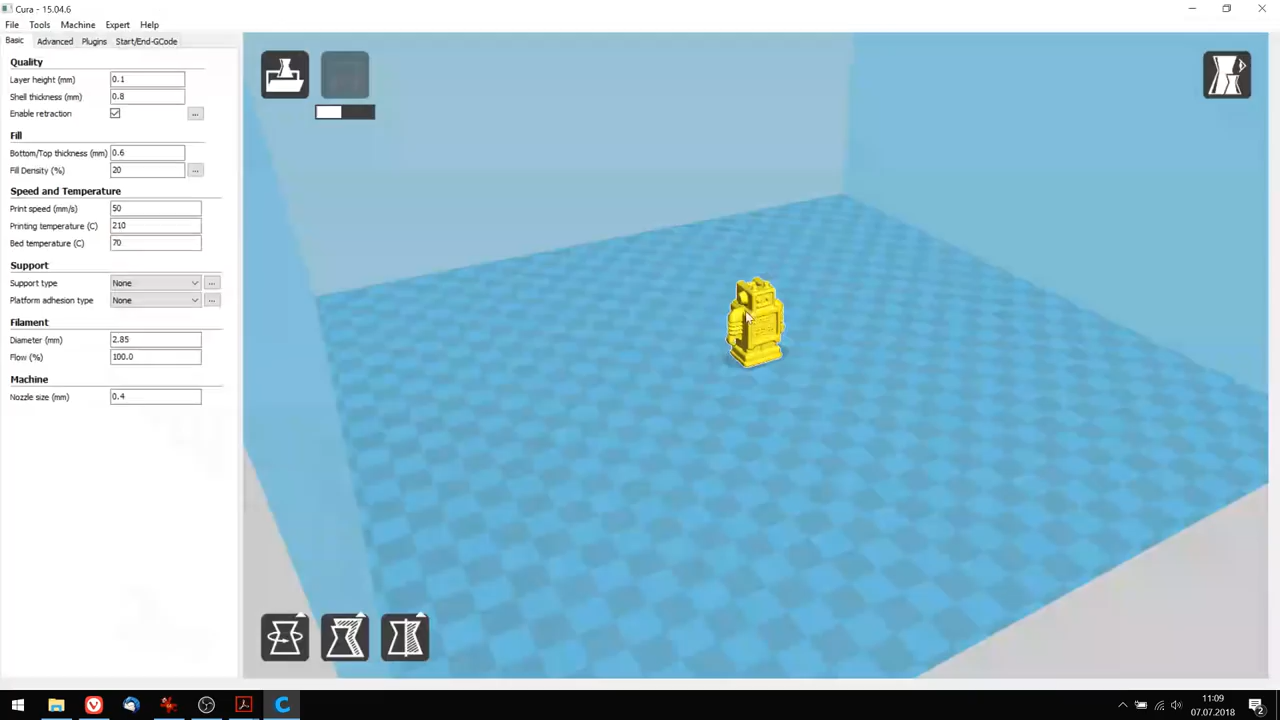 Cura - 15.04.6
File Tools Machine Expert Help
Basic Advanced Plugins Start/End-GCode
Quality
Layer height (mm) 0.1
Shell thickness (mm) 0.8
Enable retraction ...
Fill
Bottom/Top thickness (mm) 0.6
Fill Density (%) 20 ...
Speed and Temperature
Print speed (mm/s) 50
Printing temperature (C) 210
Bed temperature (C) 70
Support
Support type None ...
Platform adhesion type None ...
Filament
Diameter (mm) 2.85
Flow (%) 100.0
Machine
Nozzle size (mm) 0.4
11:09
07.07.2018
2